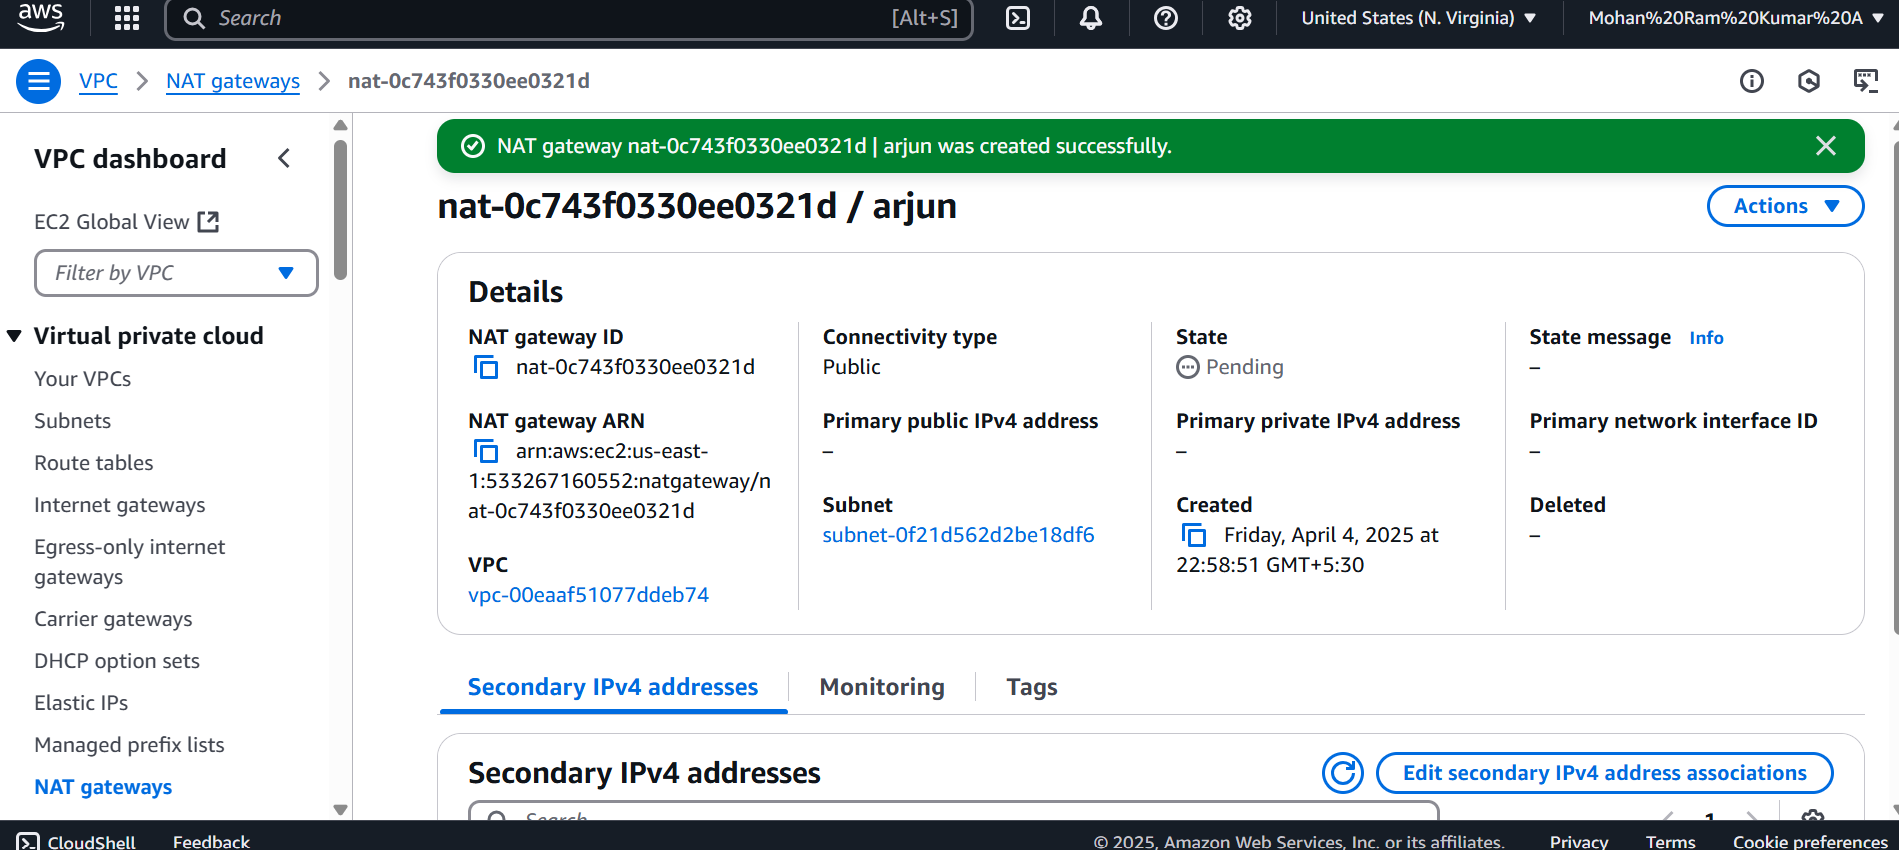 aws
Search
[Alt+S]
United States (N. Virginia)
Mohan%20Ram%20Kumar%20A
VPC
NAT gateways
nat-0c743f0330ee0321d
VPC dashboard
EC2 Global View
Filter by VPC
Virtual private cloud
Your VPCs
Subnets
Route tables
Internet gateways
Egress-only internet
gateways
Carrier gateways
DHCP option sets
Elastic IPs
Managed prefix lists
NAT gateways
NAT gateway nat-0c743f0330ee0321d | arjun was created successfully.
nat-0c743f0330ee0321d / arjun
Actions
Details
NAT gateway ID
nat-0c743f0330ee0321d
NAT gateway ARN
arn:aws:ec2:us-east-
1:533267160552:natgateway/n
at-0c743f0330ee0321d
VPC
vpc-00eaaf51077ddeb74
Connectivity type
Public
Primary public IPv4 address
–
Subnet
subnet-0f21d562d2be18df6
State
Pending
Primary private IPv4 address
–
Created
Friday, April 4, 2025 at
22:58:51 GMT+5:30
State message Info
–
Primary network interface ID
–
Deleted
–
Secondary IPv4 addresses
Monitoring
Tags
Secondary IPv4 addresses
Edit secondary IPv4 address associations
Search
1
CloudShell
Feedback
© 2025, Amazon Web Services, Inc. or its affiliates.
Privacy
Terms
Cookie preferences